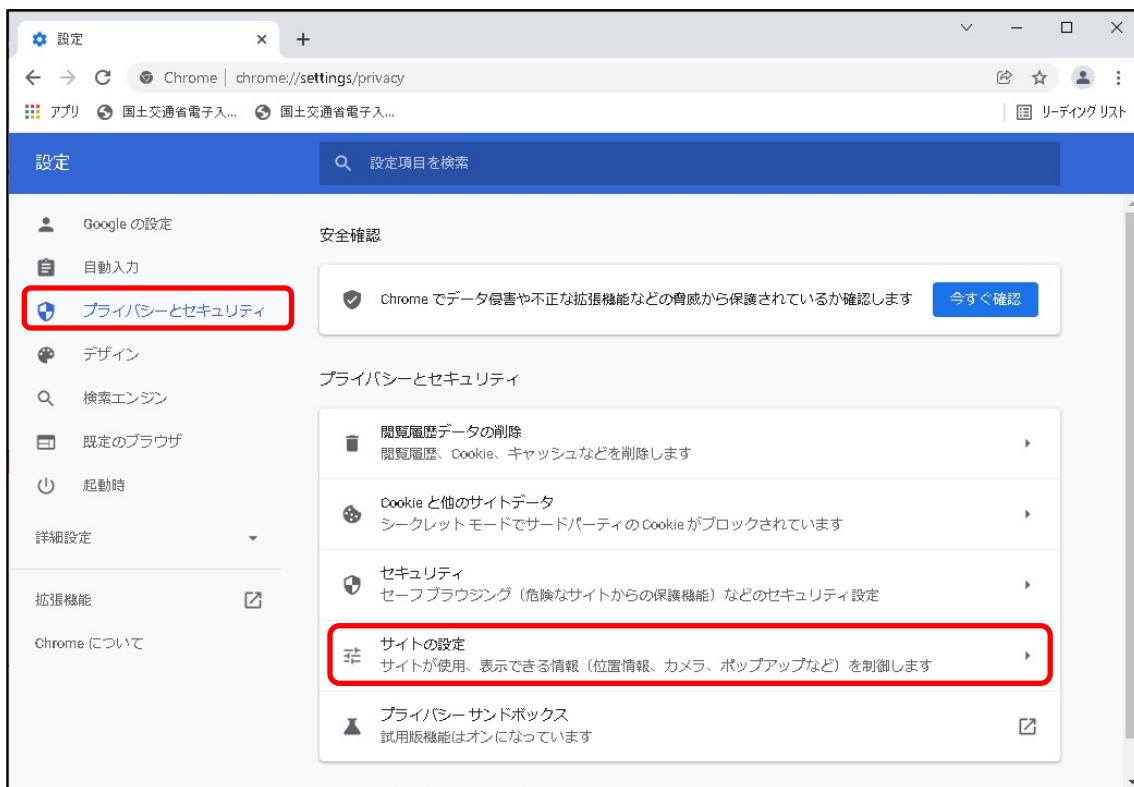 設定
Chrome | chrome://settings/privacy
アプリ 国土交通省電子入... 国土交通省電子入... リーディング リスト
設定 設定項目を検索
Google の設定
自動入力
プライバシーとセキュリティ
デザイン
検索エンジン
既定のブラウザ
起動時
詳細設定
拡張機能
Chrome について
安全確認
Chrome でデータ侵害や不正な拡張機能などの脅威から保護されているか確認します 今すぐ確認
プライバシーとセキュリティ
閲覧履歴データの削除
閲覧履歴、Cookie、キャッシュなどを削除します
Cookie と他のサイトデータ
シークレット モードでサードパーティの Cookie がブロックされています
セキュリティ
セーフ ブラウジング（危険なサイトからの保護機能）などのセキュリティ設定
サイトの設定
サイトが使用、表示できる情報（位置情報、カメラ、ポップアップなど）を制御します
プライバシー サンドボックス
試用版機能はオンになっています